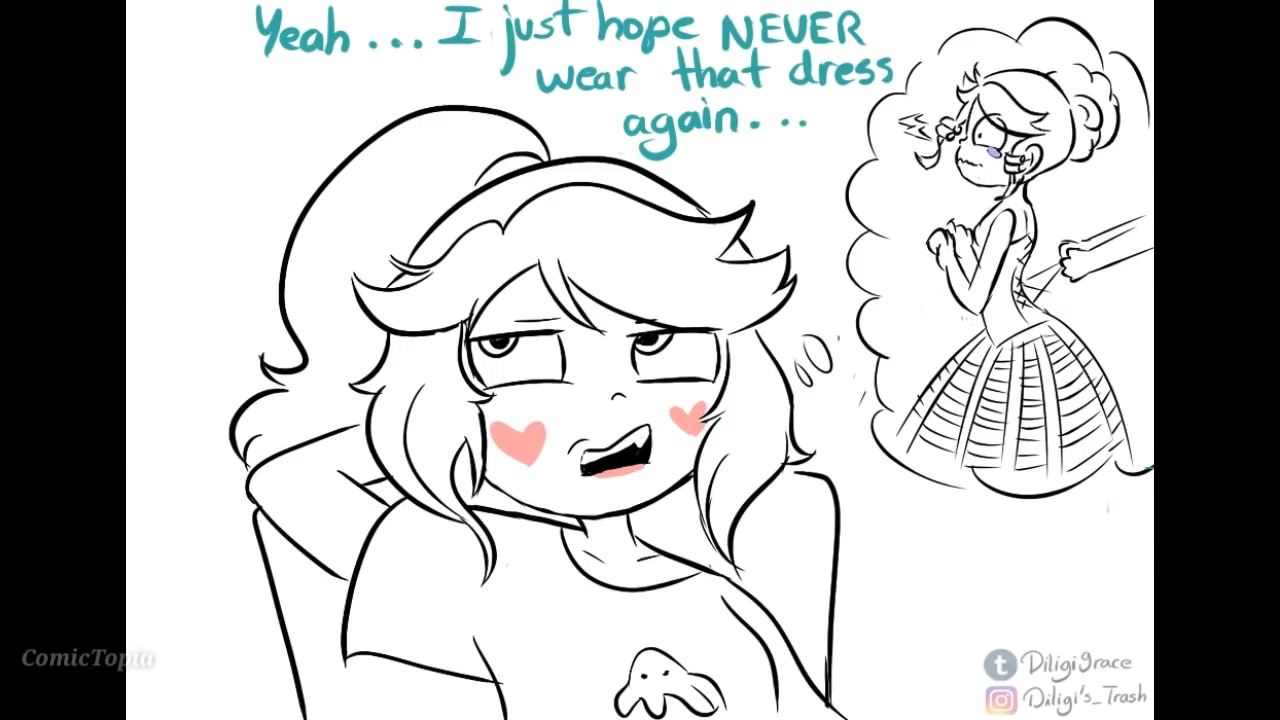 Yeah... I just hope NEVER
wear that dress
again...
ComicTopia
t Diligigrace
Diligi's_Trash